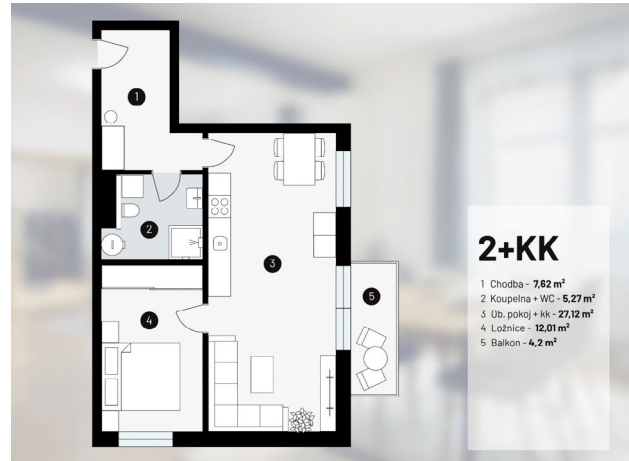 1
2
3
4
5
2+KK
1 Chodba - 7,62 m²
2 Koupelna + WC - 5,27 m²
3 Ob. pokoj + kk - 27,12 m²
4 Ložnice - 12,01 m²
5 Balkon - 4,2 m²